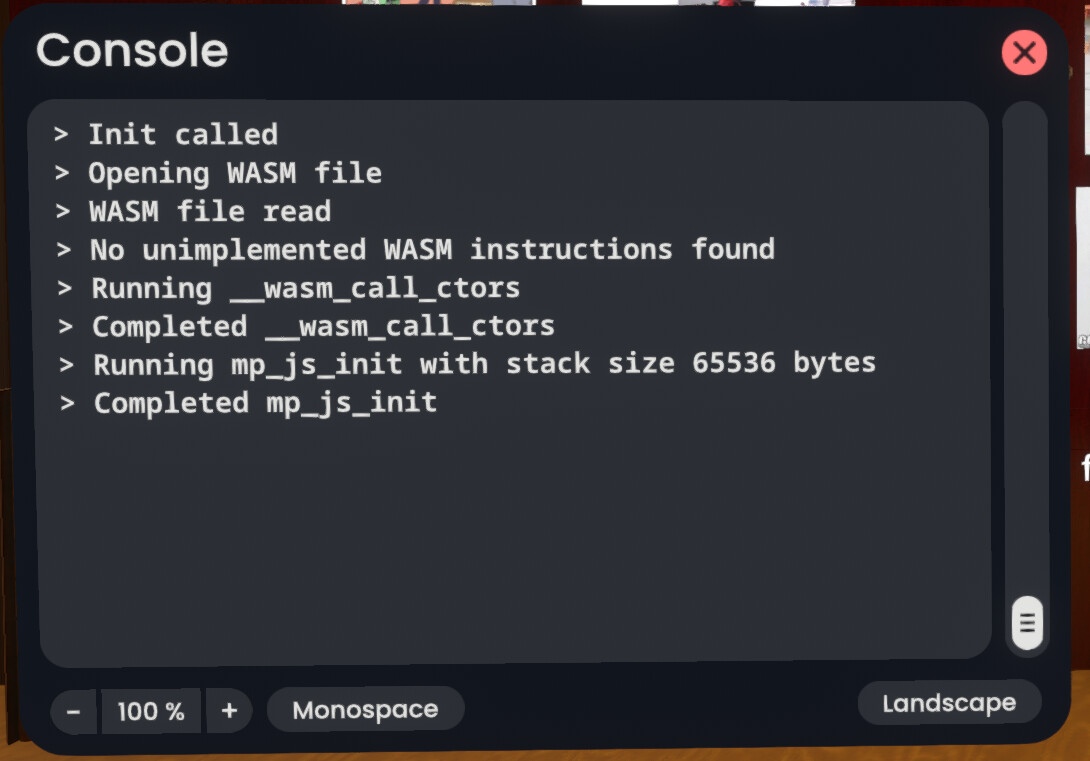 Console
> Init called
> Opening WASM file
> WASM file read
> No unimplemented WASM instructions found
> Running __wasm_call_ctors
> Completed __wasm_call_ctors
> Running mp_js_init with stack size 65536 bytes
> Completed mp_js_init
- 100 % + Monospace Landscape